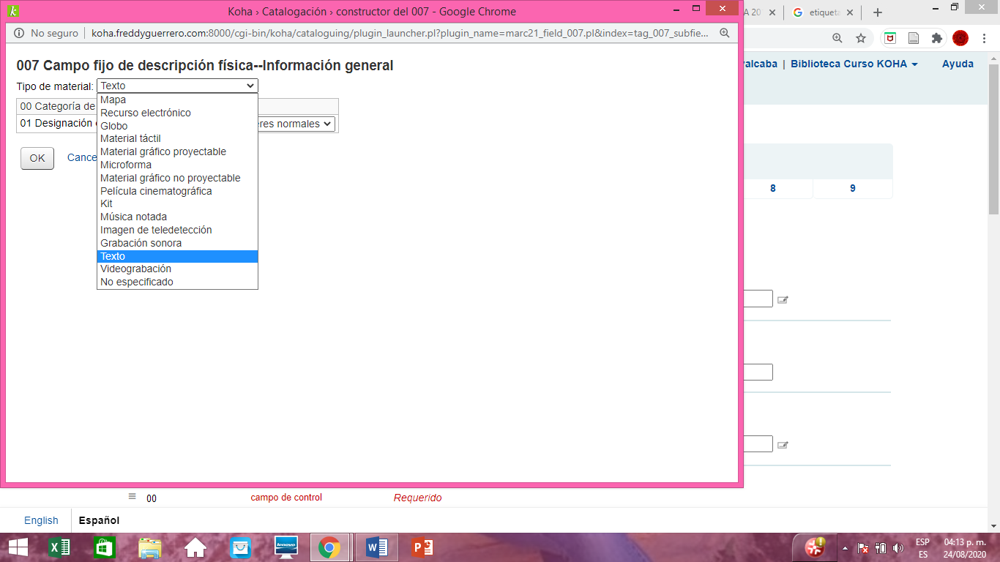 Koha › Catalogación › constructor del 007 - Google Chrome
A 20
etiqueta
No seguro
koha.freddyguerrero.com:8000/cgi-bin/koha/cataloguing/plugin_launcher.pl?plugin_name=marc21_field_007.pl&index=tag_007_subfie...
007 Campo fijo de descripción física--Información general
valcaba | Biblioteca Curso KOHA Ayuda
Tipo de material: Texto
Mapa
00 Categoría de
Recurso electrónico
01 Designación
Globo
eres normales
Material táctil
Material gráfico proyectable
OK Cance
Microforma
Material gráfico no proyectable
Película cinematográfica
8 9
Kit
Música notada
Imagen de teledetección
Grabación sonora
Texto
Videograbación
No especificado
00 campo de control Requerido
English Español
lenovo
ESP 04:13 p. m.
ES 24/08/2020